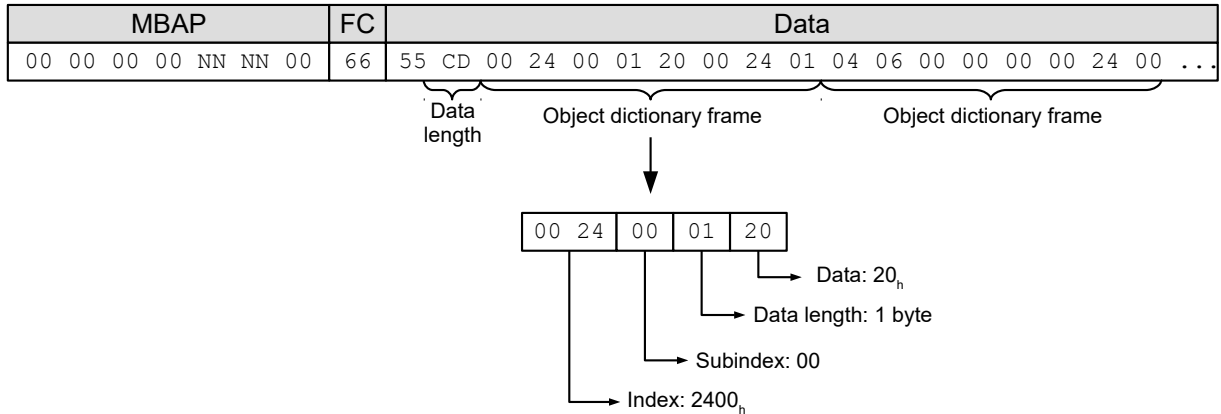 MBAP FC Data
00 00 00 00 NN NN 00 66 55 CD 00 24 00 01 20 00 24 01 04 06 00 00 00 00 24 00 ...
Data
length
Object dictionary frame Object dictionary frame
00 24 00 01 20
Data: 20h
Data length: 1 byte
Subindex: 00
Index: 2400h